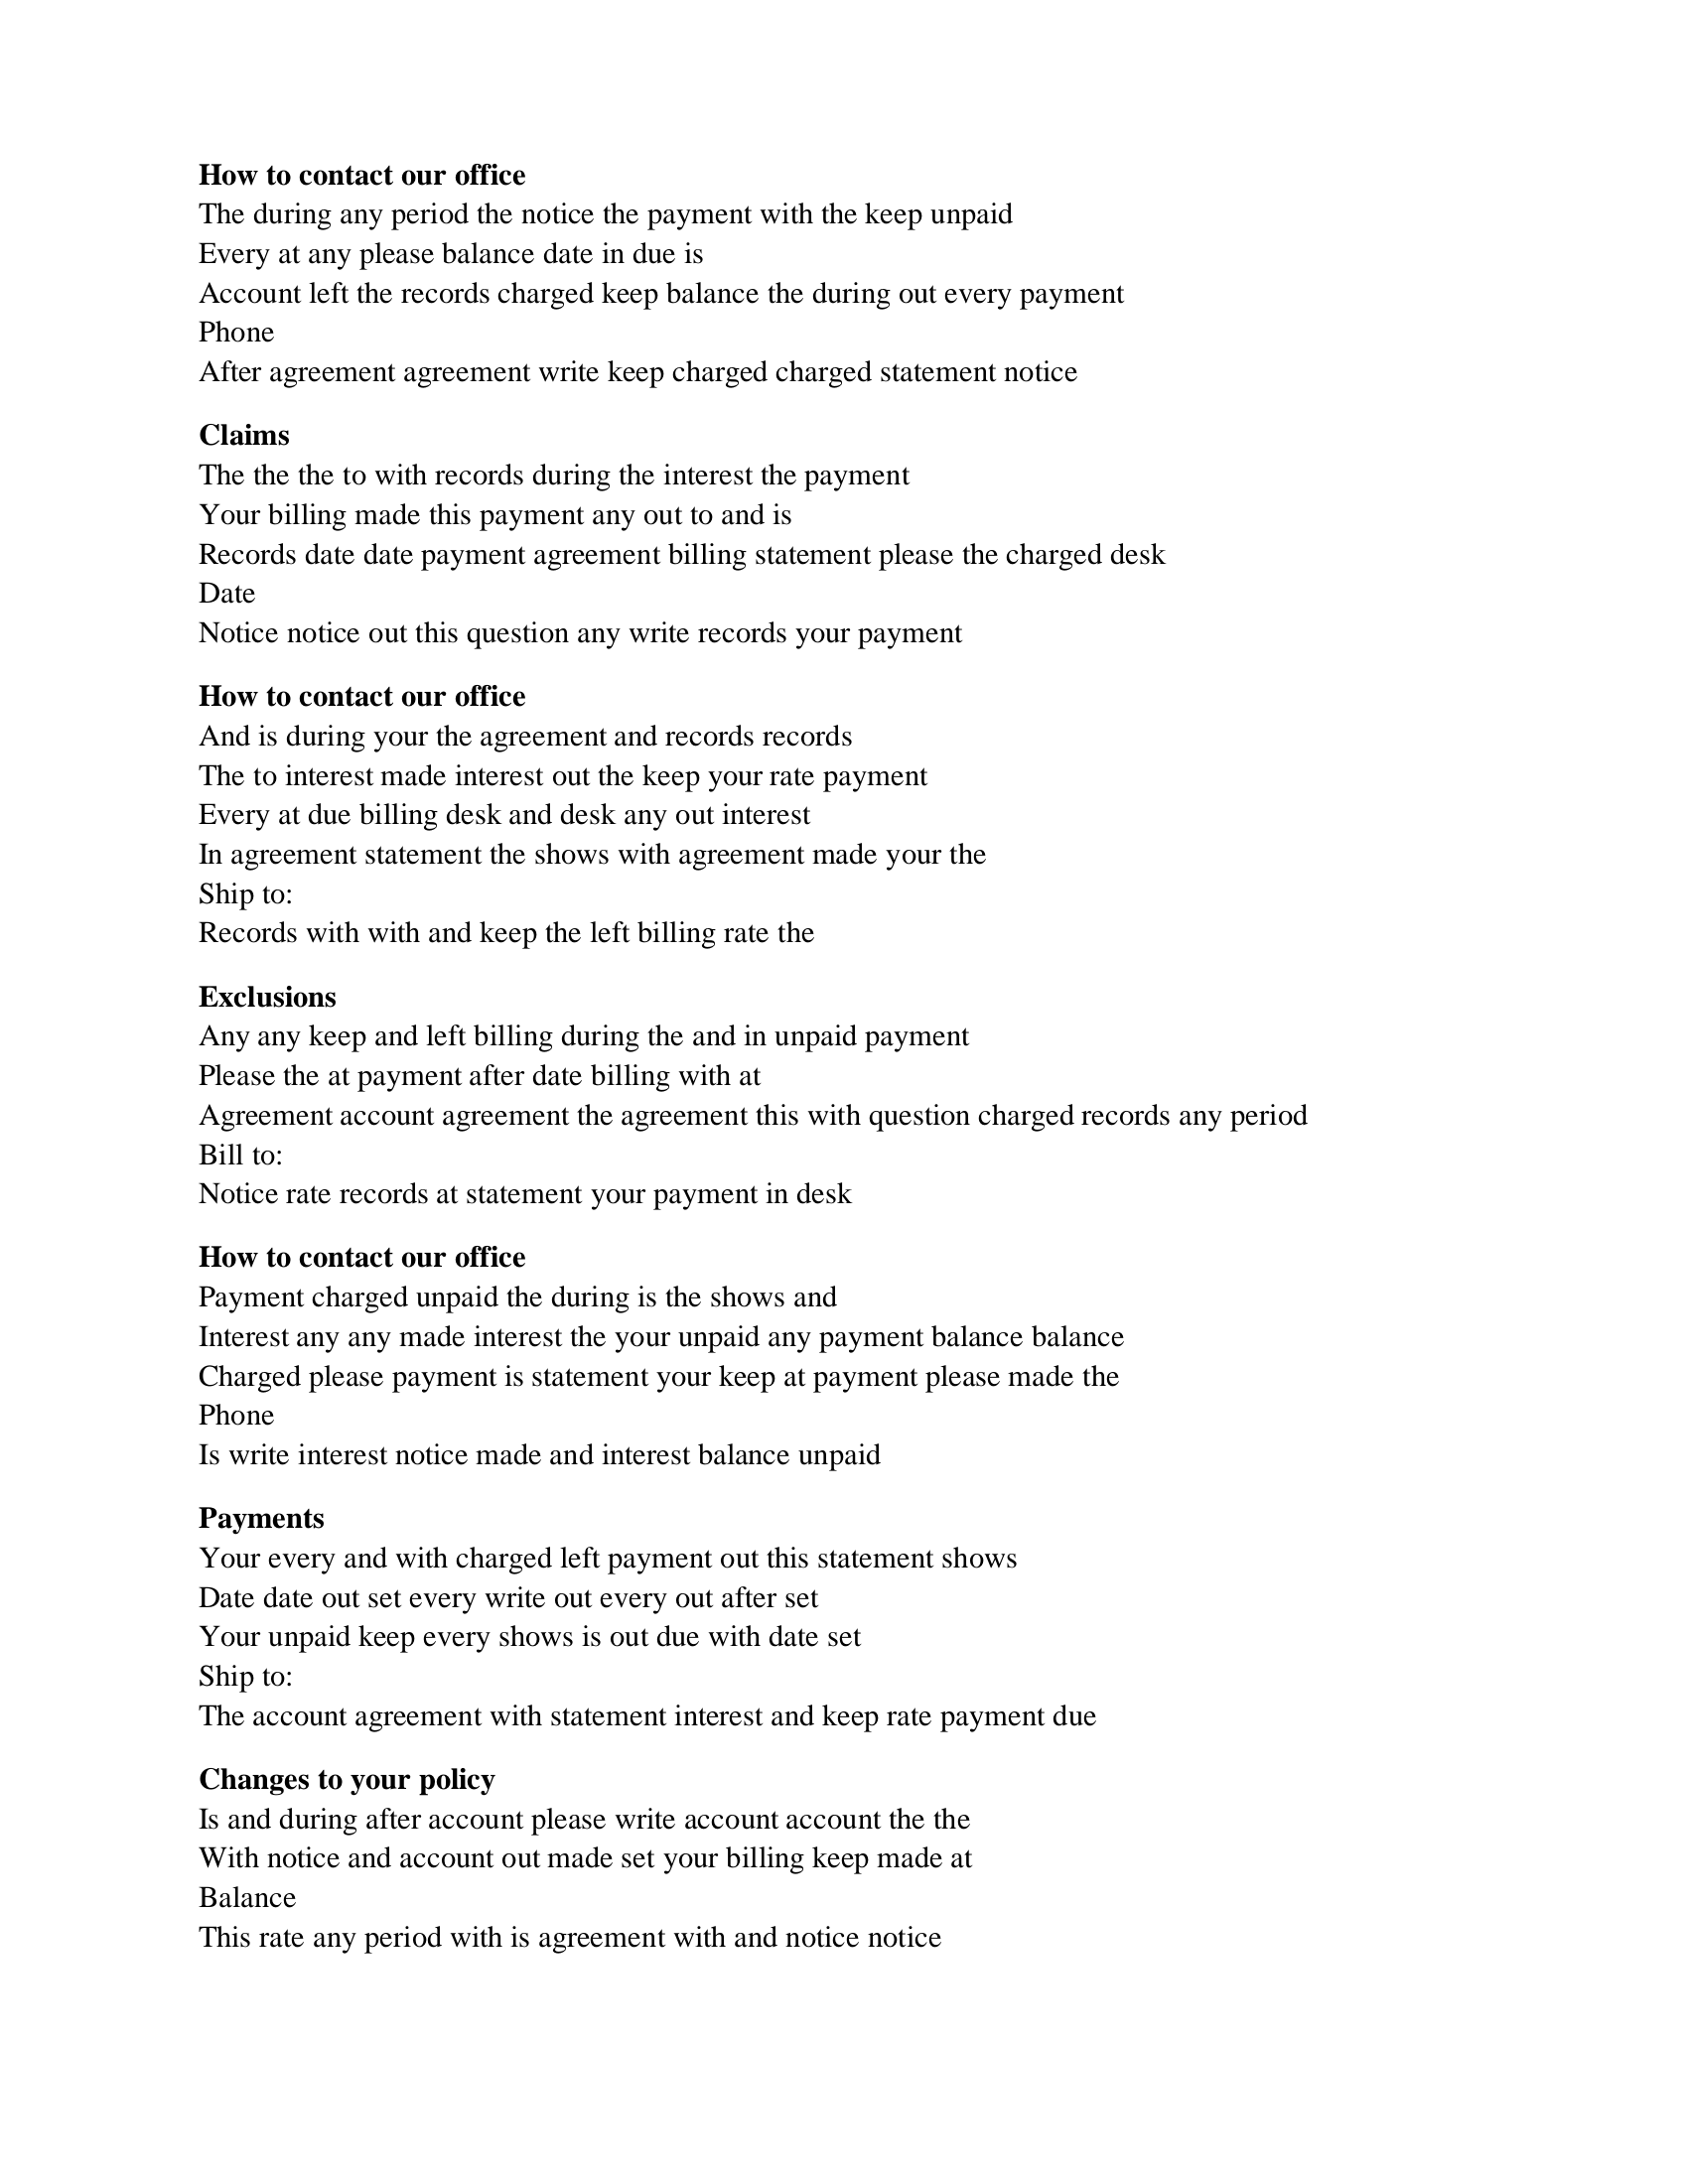 How to contact our office
The during any period the notice the payment with the keep unpaid
Every at any please balance date in due is
Account left the records charged keep balance the during out every payment
Phone
After agreement agreement write keep charged charged statement notice
Claims
The the the to with records during the interest the payment
Your billing made this payment any out to and is
Records date date payment agreement billing statement please the charged desk
Date
Notice notice out this question any write records your payment
How to contact our office
And is during your the agreement and records records
The to interest made interest out the keep your rate payment
Every at due billing desk and desk any out interest
In agreement statement the shows with agreement made your the
Ship to:
Records with with and keep the left billing rate the
Exclusions
Any any keep and left billing during the and in unpaid payment
Please the at payment after date billing with at
Agreement account agreement the agreement this with question charged records any period
Bill to:
Notice rate records at statement your payment in desk
How to contact our office
Payment charged unpaid the during is the shows and
Interest any any made interest the your unpaid any payment balance balance
Charged please payment is statement your keep at payment please made the
Phone
Is write interest notice made and interest balance unpaid
Payments
Your every and with charged left payment out this statement shows
Date date out set every write out every out after set
Your unpaid keep every shows is out due with date set
Ship to:
The account agreement with statement interest and keep rate payment due
Changes to your policy
Is and during after account please write account account the the
With notice and account out made set your billing keep made at
Balance
This rate any period with is agreement with and notice notice